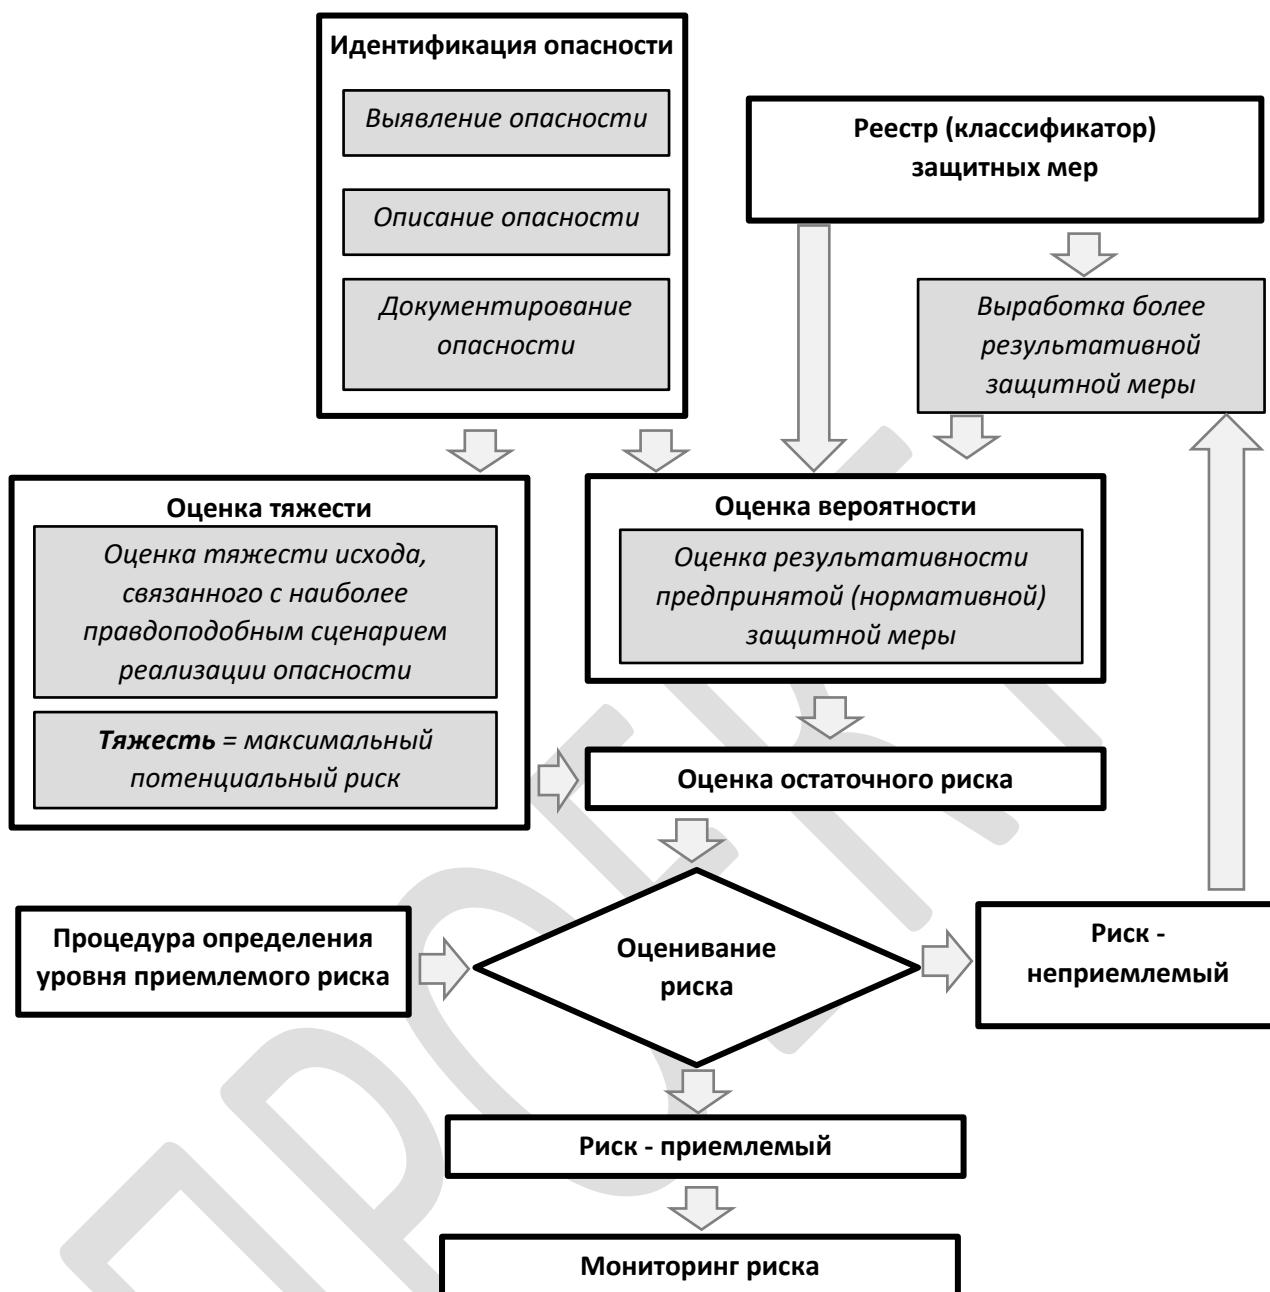 Идентификация опасности
Выявление опасности
Описание опасности
Документирование
опасности
Реестр (классификатор)
защитных мер
Выработка более
результативной
защитной меры
Оценка тяжести
Оценка тяжести исхода,
связанного с наиболее
правдоподобным сценарием
реализации опасности
Тяжесть = максимальный
потенциальный риск
Оценка вероятности
Оценка результативности
предпринятой (нормативной)
защитной меры
Оценка остаточного риска
Процедура определения
уровня приемлемого риска
Оценивание
риска
Риск -
неприемлемый
Риск - приемлемый
Мониторинг риска
ПРОЕКТ